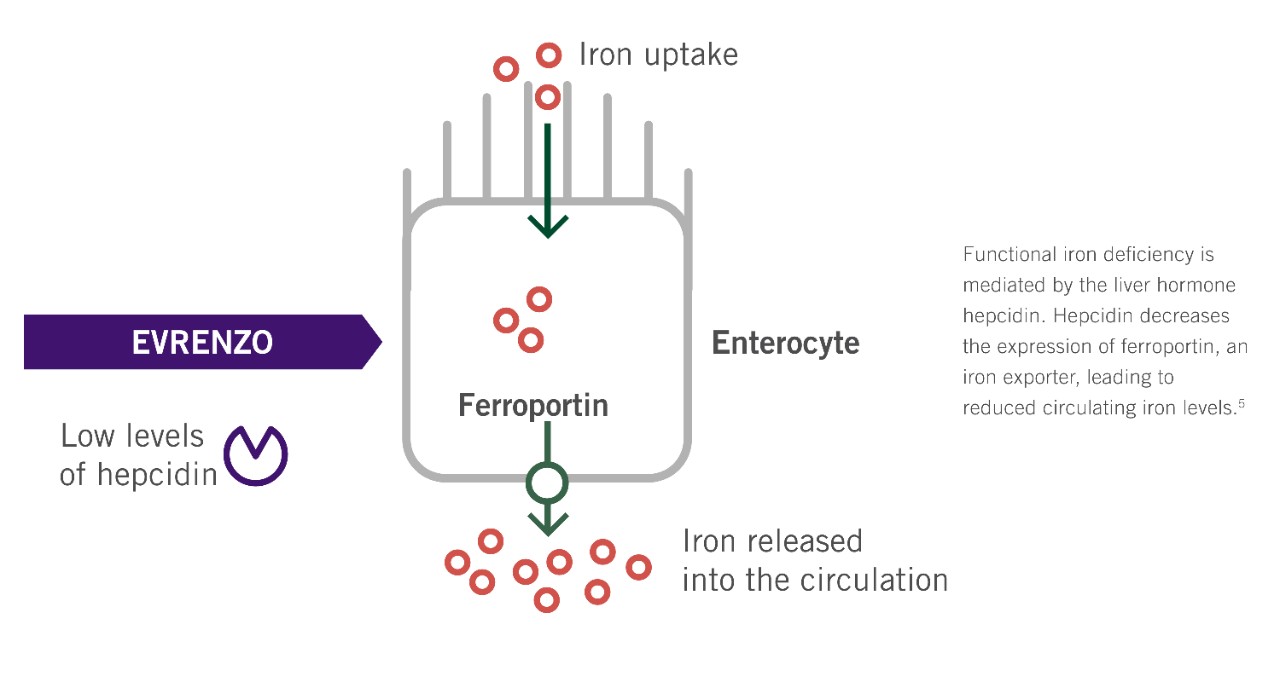 Iron uptake
EVRENZO
Low levels
of hepcidin
Enterocyte
Ferroportin
Iron released
into the circulation
Functional iron deficiency is
mediated by the liver hormone
hepcidin. Hepcidin decreases
the expression of ferroportin, an
iron exporter, leading to
reduced circulating iron levels.⁵